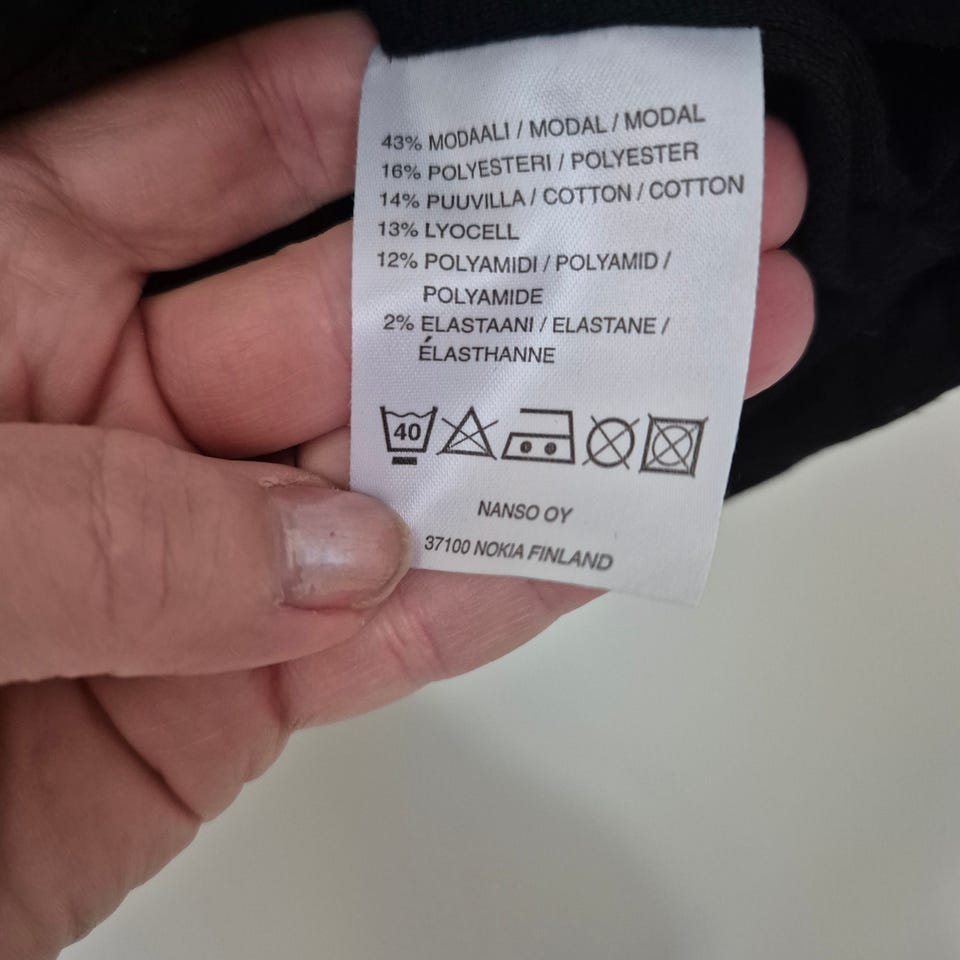 43% MODAALI / MODAL / MODAL
16% POLYESTERI / POLYESTER
14% PUUVILLA / COTTON / COTTON
13% LYOCELL
12% POLYAMIDI / POLYAMID /
POLYAMIDE
2% ELASTAANI / ELASTANE /
ÉLASTHANNE
40
NANSO OY
37100 NOKIA FINLAND